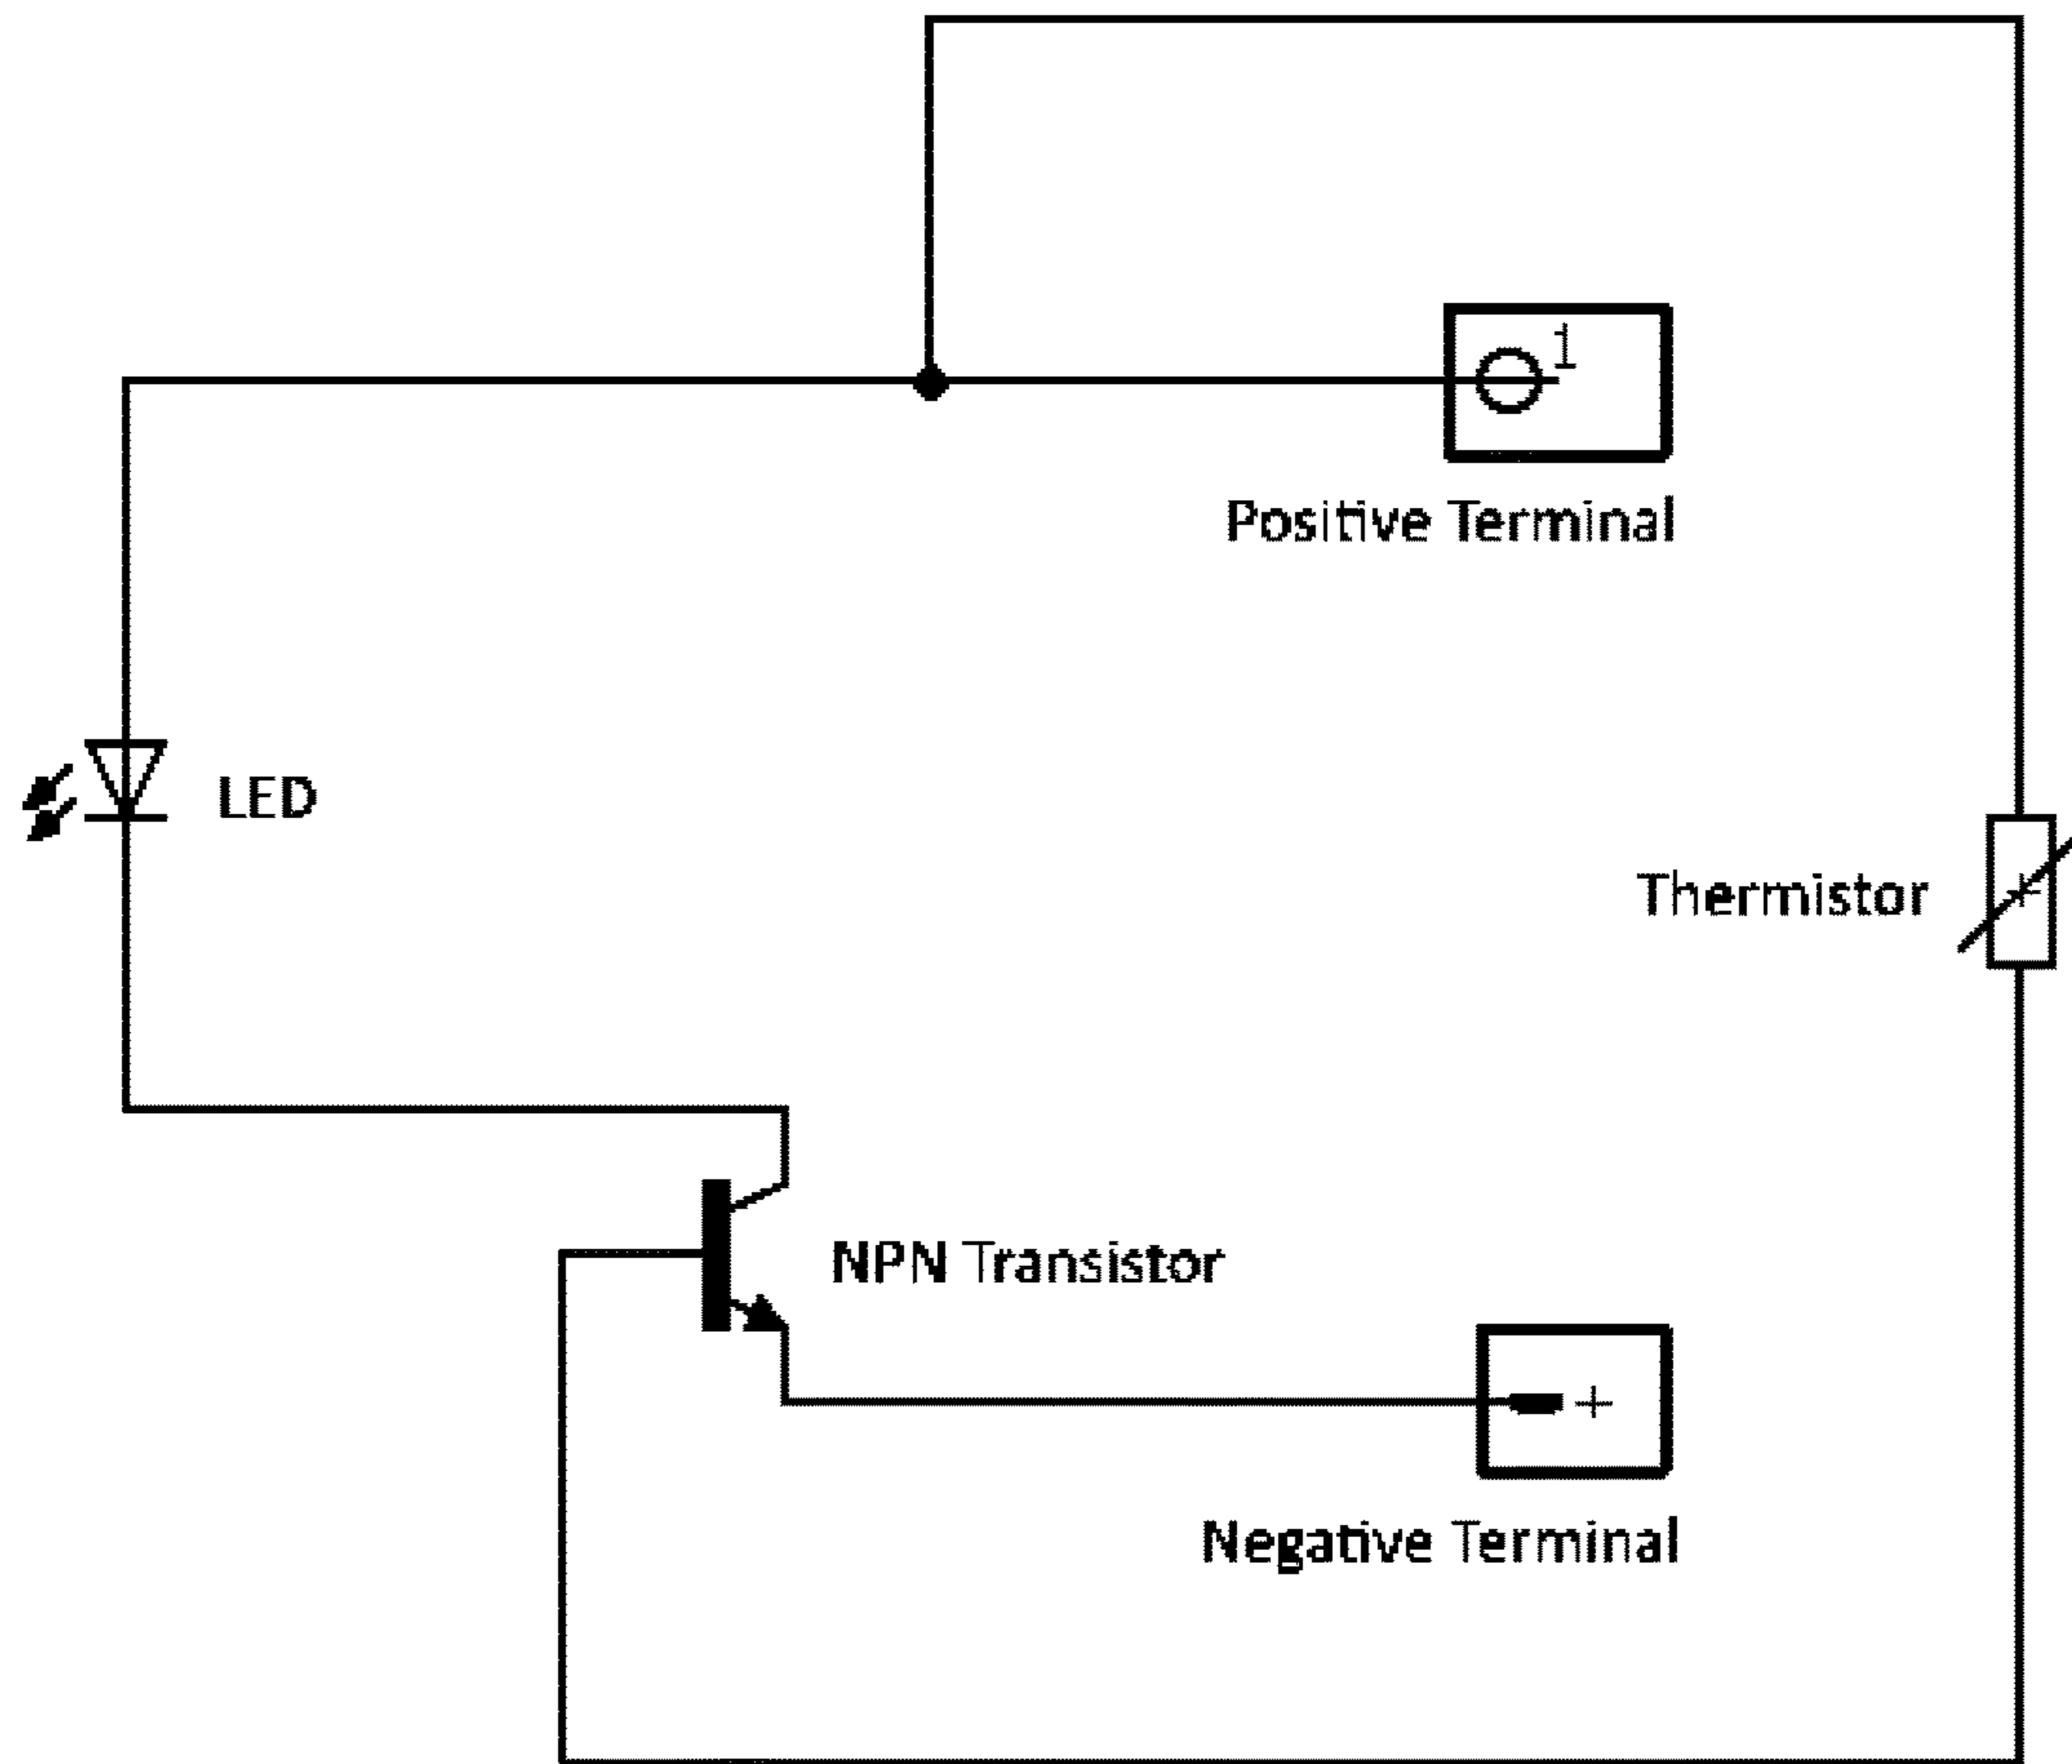 1
Positive Terminal
LED
Thermistor
NPN Transistor
+
Negative Terminal